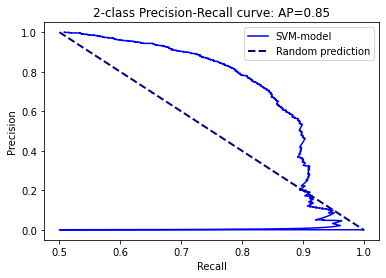 2-class Precision-Recall curve: AP=0.85
SVM-model
Random prediction
Precision
1.0
0.8
0.6
0.4
0.2
0.0
0.5
0.6
0.7
0.8
0.9
1.0
Recall